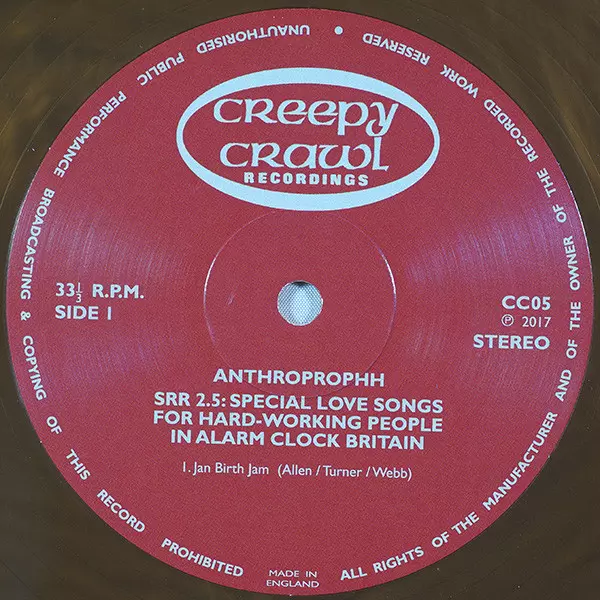 CREEPY
CRAWL
RECORDINGS
33⅓ R.P.M.
SIDE 1
CC05
℗ 2017
STEREO
ANTHROPROPHH
SRR 2.5: SPECIAL LOVE SONGS
FOR HARD-WORKING PEOPLE
IN ALARM CLOCK BRITAIN
1. Jan Birth Jam (Allen / Turner / Webb)
MADE IN
ENGLAND
ALL RIGHTS OF THE MANUFACTURER AND OF THE OWNER OF THE RECORDED WORK RESERVED • UNAUTHORISED PUBLIC PERFORMANCE BROADCASTING & COPYING OF THIS RECORD PROHIBITED